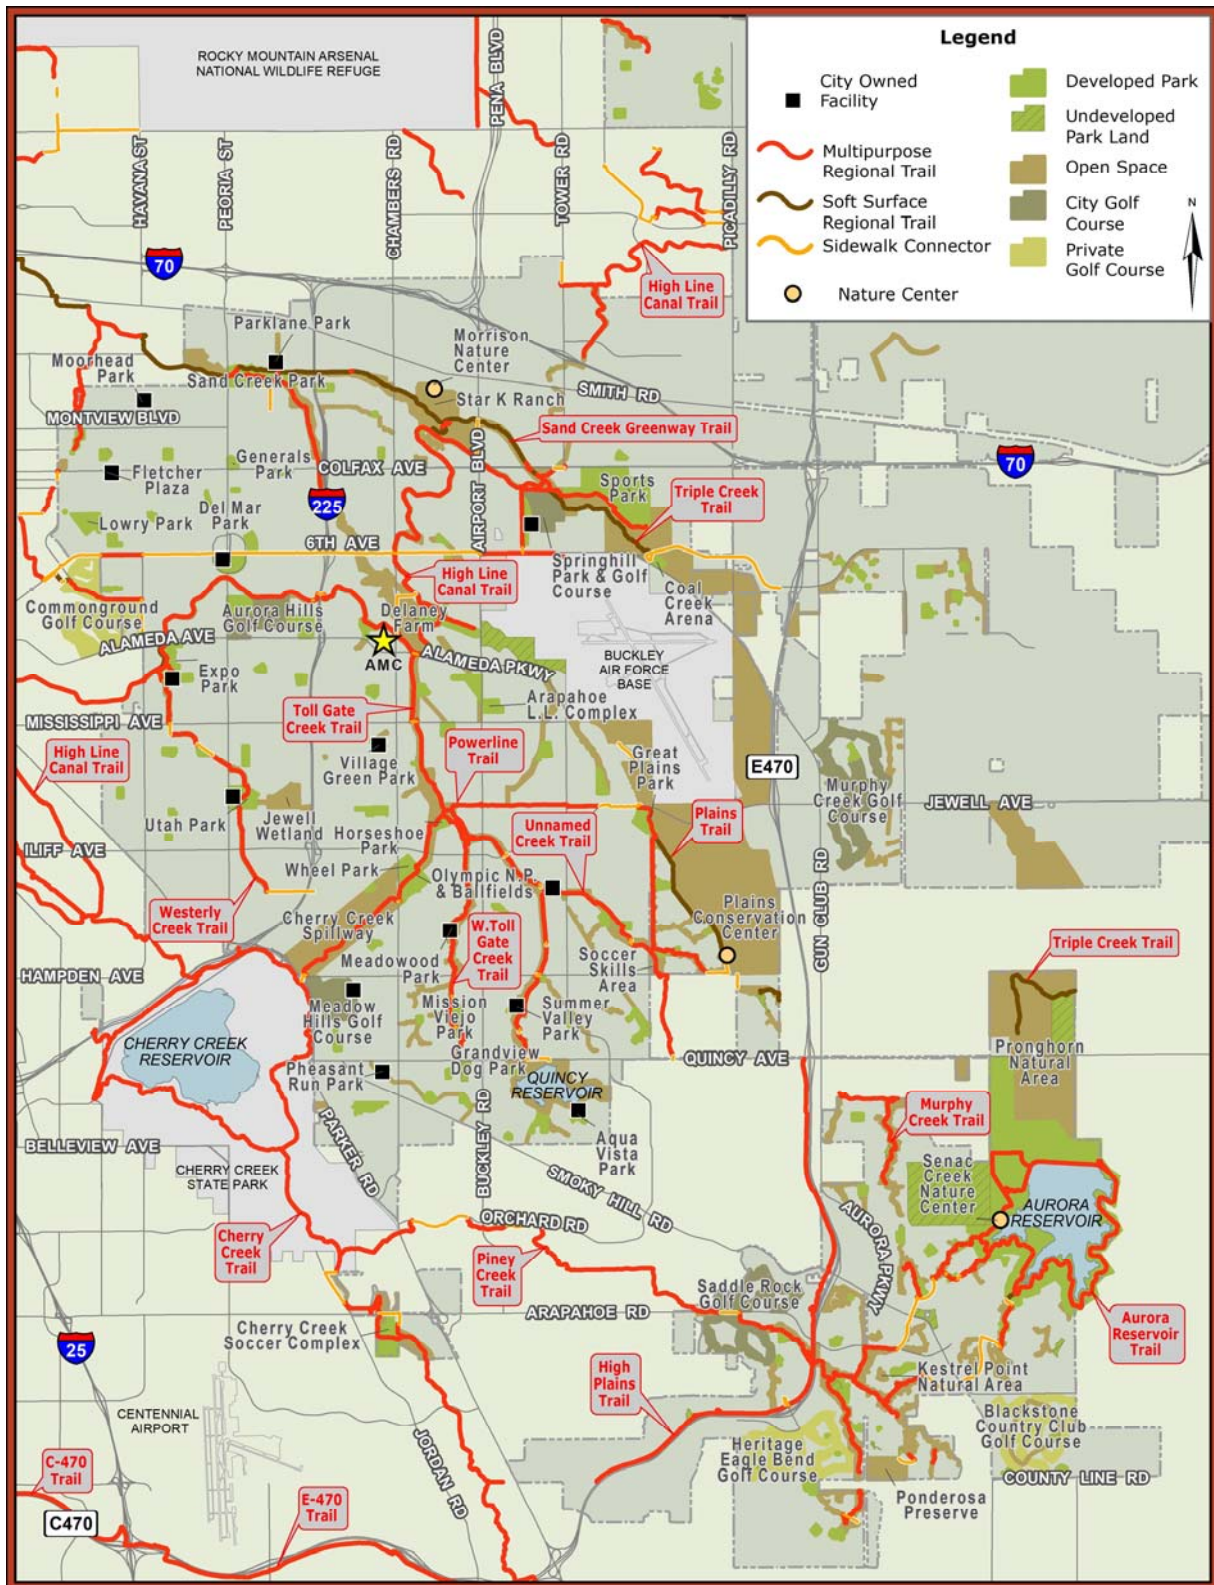 ROCKY MOUNTAIN ARSENAL
NATIONAL WILDLIFE REFUGE
PENA BLVD
Legend
City Owned
Facility
Multipurpose
Regional Trail
Soft Surface
Regional Trail
Sidewalk Connector
Nature Center
Developed Park
Undeveloped
Park Land
Open Space
City Golf
Course
Private
Golf Course
N
HAVANA ST
PEORIA ST
CHAMBERS RD
TOWER RD
PICADILLY RD
70
High Line
Canal Trail
Parklane Park
Morrison
Nature
Center
Moorhead
Park
Sand Creek Park
Star K Ranch
SMITH RD
MONTVIEW BLVD
Sand Creek Greenway Trail
AIRPORT BLVD
Generals
Park
COLFAX AVE
70
Fletcher
Plaza
Sports
Park
Triple Creek
Trail
225
Lowry Park
Del Mar
Park
6TH AVE
High Line
Canal Trail
Springhill
Park & Golf
Course
Coal
Creek
Arena
Commonground
Golf Course
Aurora Hills
Golf Course
Delaney
Farm
ALAMEDA AVE
AMC
ALAMEDA PKWY
BUCKLEY
AIR FORCE
BASE
Expo
Park
Arapahoe
L.L. Complex
MISSISSIPPI AVE
Toll Gate
Creek Trail
High Line
Canal Trail
Village
Green Park
Powerline
Trail
Great
Plains
Park
E470
Murphy
Creek Golf
Course
JEWELL AVE
Utah Park
Jewell
Wetland
Horseshoe
Park
Unnamed
Creek Trail
Plains
Trail
ILIFF AVE
Wheel Park
Olympic N.P.
& Ballfields
GUN CLUB RD
Westerly
Creek Trail
Cherry Creek
Spillway
W.Toll
Gate
Creek
Trail
Plains
Conservation
Center
Triple Creek Trail
HAMPDEN AVE
Meadowood
Park
Soccer
Skills
Area
Meadow
Hills Golf
Course
Mission
Viejo
Park
Summer
Valley
Park
CHERRY CREEK
RESERVOIR
Grandview
Dog Park
QUINCY AVE
Pronghorn
Natural
Area
Pheasant
Run Park
QUINCY
RESERVOIR
BUCKLEY RD
Murphy
Creek Trail
BELLEVIEW AVE
PARKER RD
Aqua
Vista
Park
CHERRY CREEK
STATE PARK
SMOKY HILL RD
Senac
Creek
Nature
Center
AURORA
RESERVOIR
ORCHARD RD
AURORA PKWY
Cherry
Creek
Trail
Piney
Creek
Trail
Saddle Rock
Golf Course
ARAPAHOE RD
Aurora
Reservoir
Trail
Cherry Creek
Soccer Complex
25
High
Plains
Trail
Kestrel Point
Natural Area
CENTENNIAL
AIRPORT
Blackstone
Country Club
Golf Course
JORDAN RD
Heritage
Eagle Bend
Golf Course
C-470
Trail
COUNTY LINE RD
E-470
Trail
Ponderosa
Preserve
C470